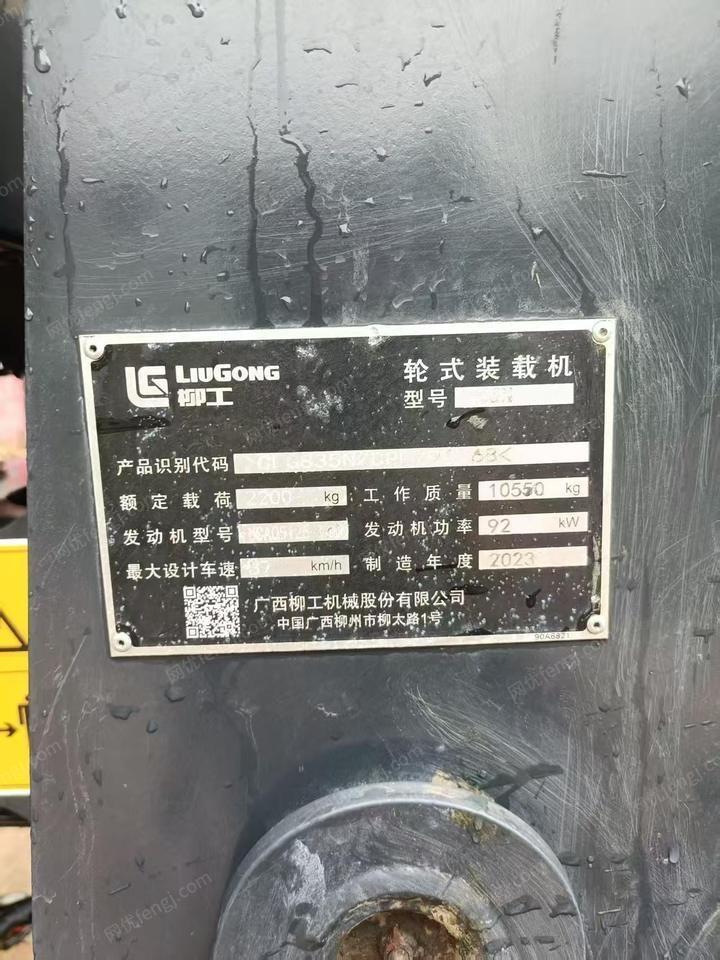 LG LIUGONG 柳工
轮式装载机
型号
产品识别代码
额定载荷 2200 kg 工作质量 10550 kg
发动机型号 发动机功率 92 kW
最大设计车速 km/h 制造年度 2023
广西柳工机械股份有限公司
中国广西柳州市柳太路1号
90A6821